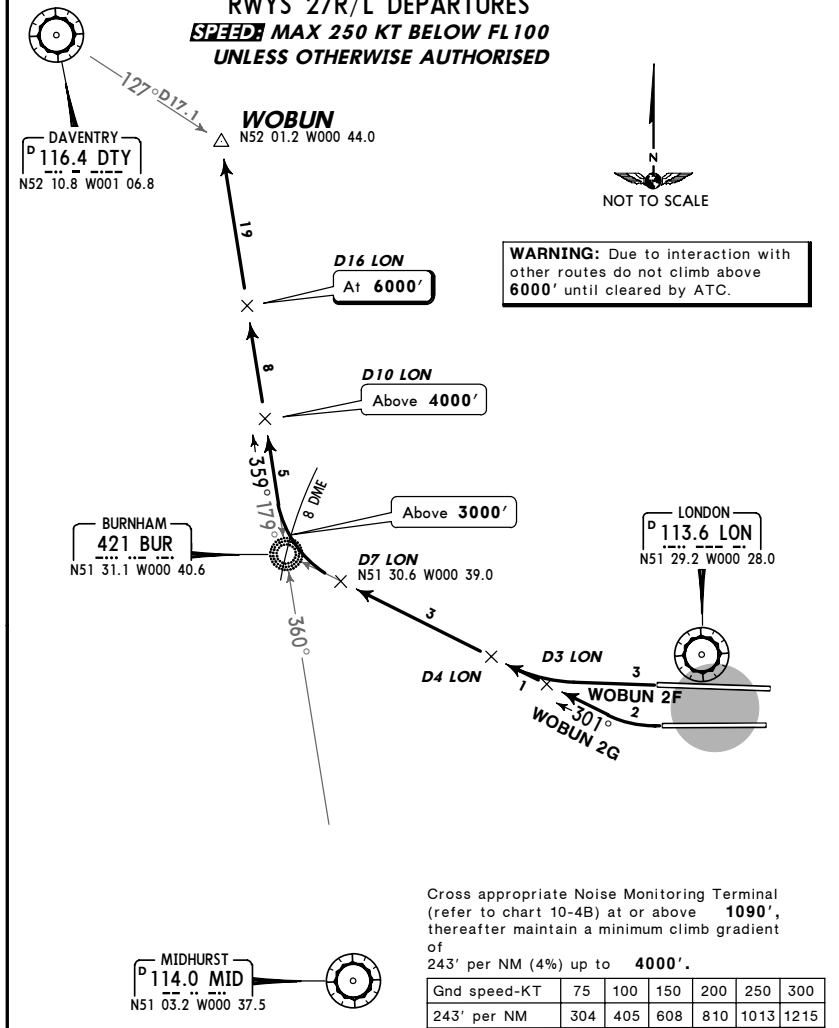 RWYS 27R/L DEPARTURES
SPEED: MAX 250 KT BELOW FL100
UNLESS OTHERWISE AUTHORISED
127°D17.1
WOBUN
N52 01.2 W000 44.0
DAVENTRY
D 116.4 DTY
N52 10.8 W001 06.8
N
NOT TO SCALE
19
WARNING: Due to interaction with
other routes do not climb above
6000' until cleared by ATC.
D16 LON
At 6000'
8
D10 LON
Above 4000'
359°
179°
5
8 DME
Above 3000'
BURNHAM
421 BUR
N51 31.1 W000 40.6
LONDON
D 113.6 LON
N51 29.2 W000 28.0
D7 LON
N51 30.6 W000 39.0
360°
3
D4 LON
D3 LON
3
1
WOBUN 2F
301°
2
WOBUN 2G
Cross appropriate Noise Monitoring Terminal
(refer to chart 10-4B) at or above 1090',
thereafter maintain a minimum climb gradient
of
243' per NM (4%) up to 4000'.
MIDHURST
D 114.0 MID
N51 03.2 W000 37.5
Gnd speed-KT 75 100 150 200 250 300
243' per NM 304 405 608 810 1013 1215